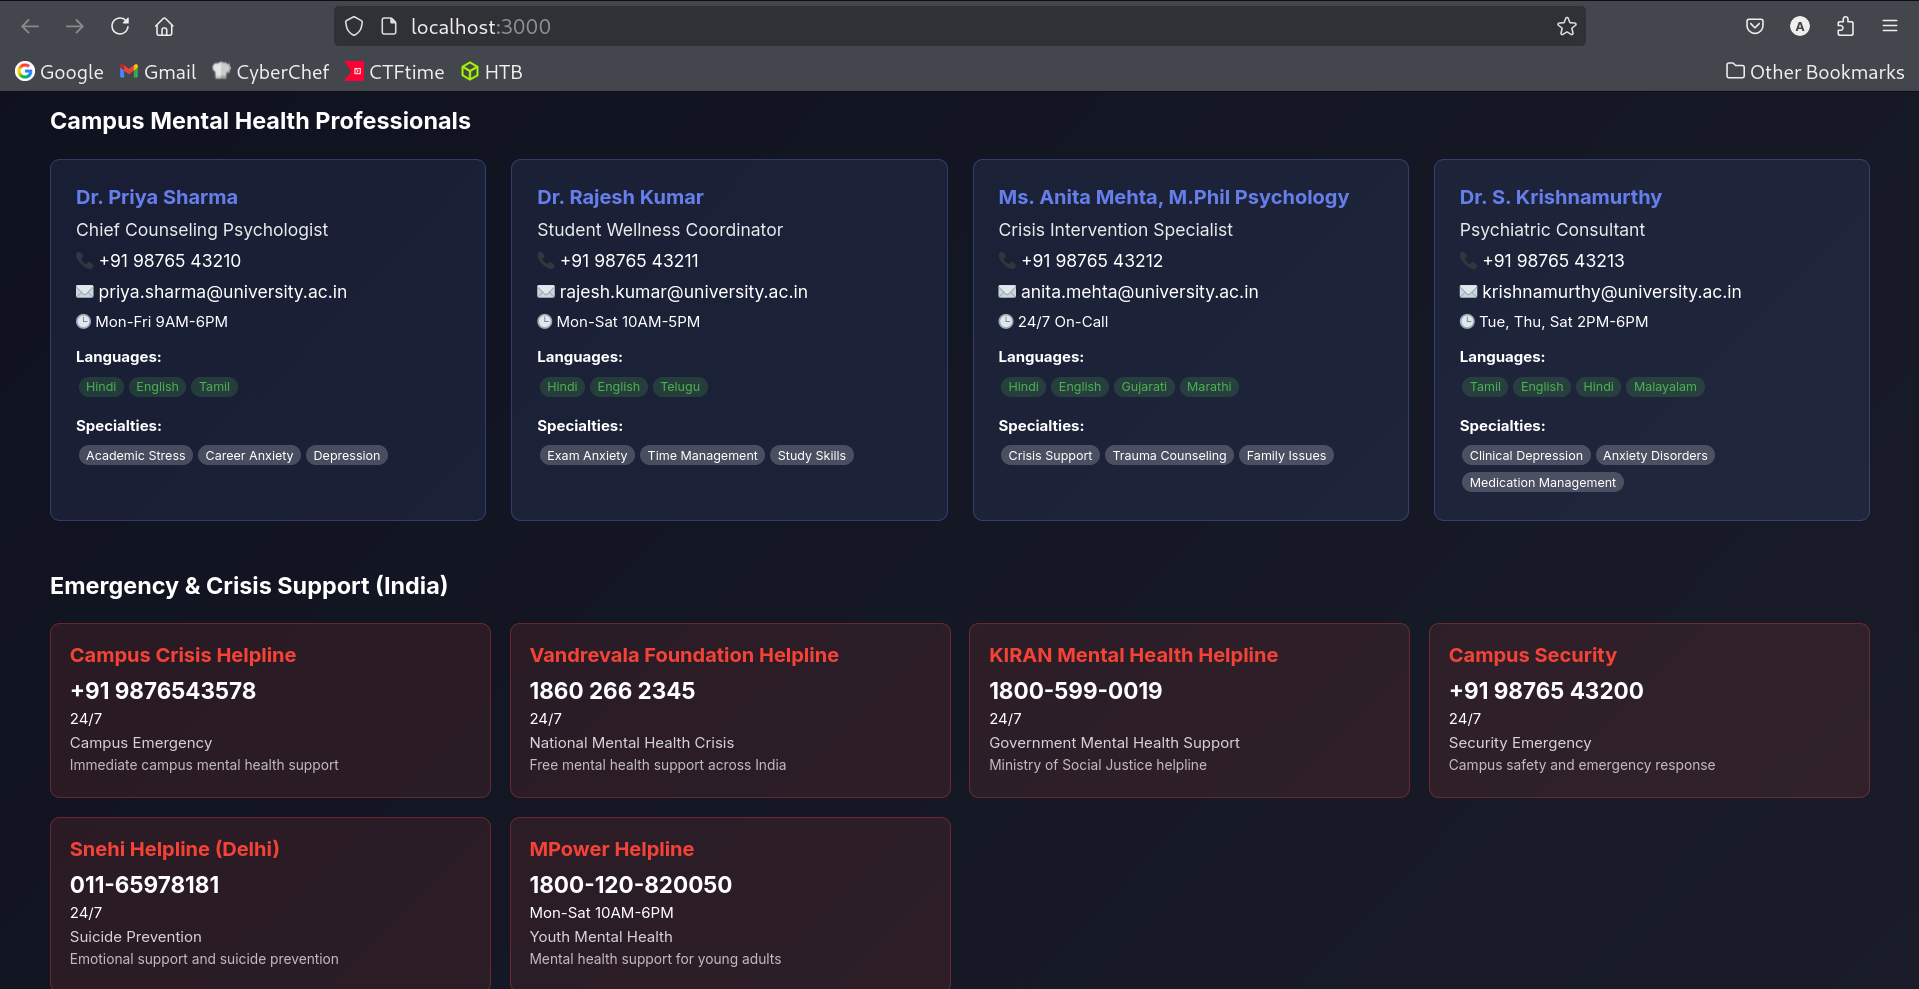 localhost:3000
Google Gmail CyberChef CTFtime HTB Other Bookmarks
Campus Mental Health Professionals
Dr. Priya Sharma
Chief Counseling Psychologist
+91 98765 43210
priya.sharma@university.ac.in
Mon-Fri 9AM-6PM
Languages:
Hindi English Tamil
Specialties:
Academic Stress Career Anxiety Depression
Dr. Rajesh Kumar
Student Wellness Coordinator
+91 98765 43211
rajesh.kumar@university.ac.in
Mon-Sat 10AM-5PM
Languages:
Hindi English Telugu
Specialties:
Exam Anxiety Time Management Study Skills
Ms. Anita Mehta, M.Phil Psychology
Crisis Intervention Specialist
+91 98765 43212
anita.mehta@university.ac.in
24/7 On-Call
Languages:
Hindi English Gujarati Marathi
Specialties:
Crisis Support Trauma Counseling Family Issues
Dr. S. Krishnamurthy
Psychiatric Consultant
+91 98765 43213
krishnamurthy@university.ac.in
Tue, Thu, Sat 2PM-6PM
Languages:
Tamil English Hindi Malayalam
Specialties:
Clinical Depression Anxiety Disorders
Medication Management
Emergency & Crisis Support (India)
Campus Crisis Helpline
+91 9876543578
24/7
Campus Emergency
Immediate campus mental health support
Vandrevala Foundation Helpline
1860 266 2345
24/7
National Mental Health Crisis
Free mental health support across India
KIRAN Mental Health Helpline
1800-599-0019
24/7
Government Mental Health Support
Ministry of Social Justice helpline
Campus Security
+91 98765 43200
24/7
Security Emergency
Campus safety and emergency response
Snehi Helpline (Delhi)
011-65978181
24/7
Suicide Prevention
Emotional support and suicide prevention
MPower Helpline
1800-120-820050
Mon-Sat 10AM-6PM
Youth Mental Health
Mental health support for young adults